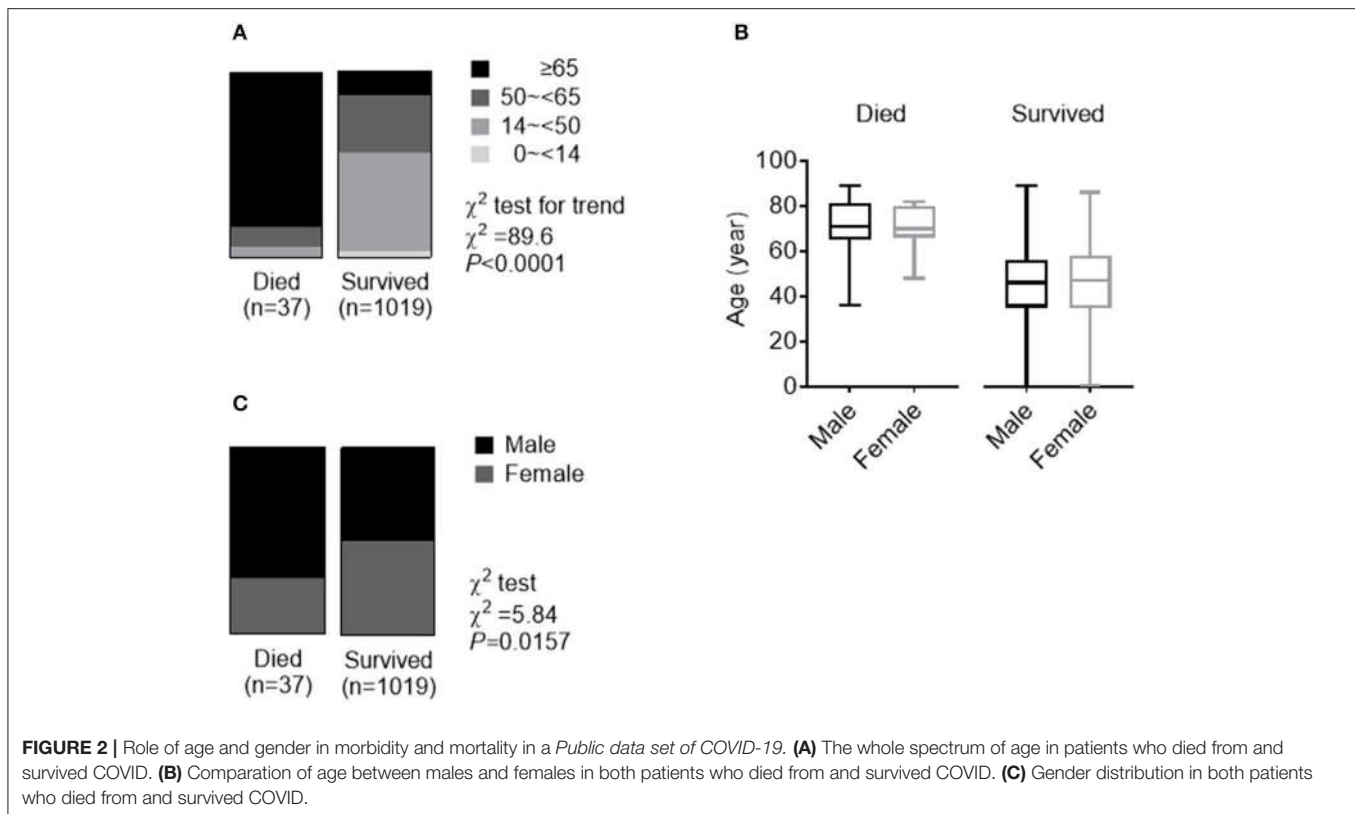 A
≥65
50~<65
14~<50
0~<14
χ² test for trend
χ² =89.6
P<0.0001
Died
(n=37)
Survived
(n=1019)
B
Died
Survived
Age (year)
100
80
60
40
20
0
Male
Female
Male
Female
C
Male
Female
χ² test
χ² =5.84
P=0.0157
Died
(n=37)
Survived
(n=1019)
FIGURE 2 | Role of age and gender in morbidity and mortality in a Public data set of COVID-19. (A) The whole spectrum of age in patients who died from and
survived COVID. (B) Comparation of age between males and females in both patients who died from and survived COVID. (C) Gender distribution in both patients
who died from and survived COVID.